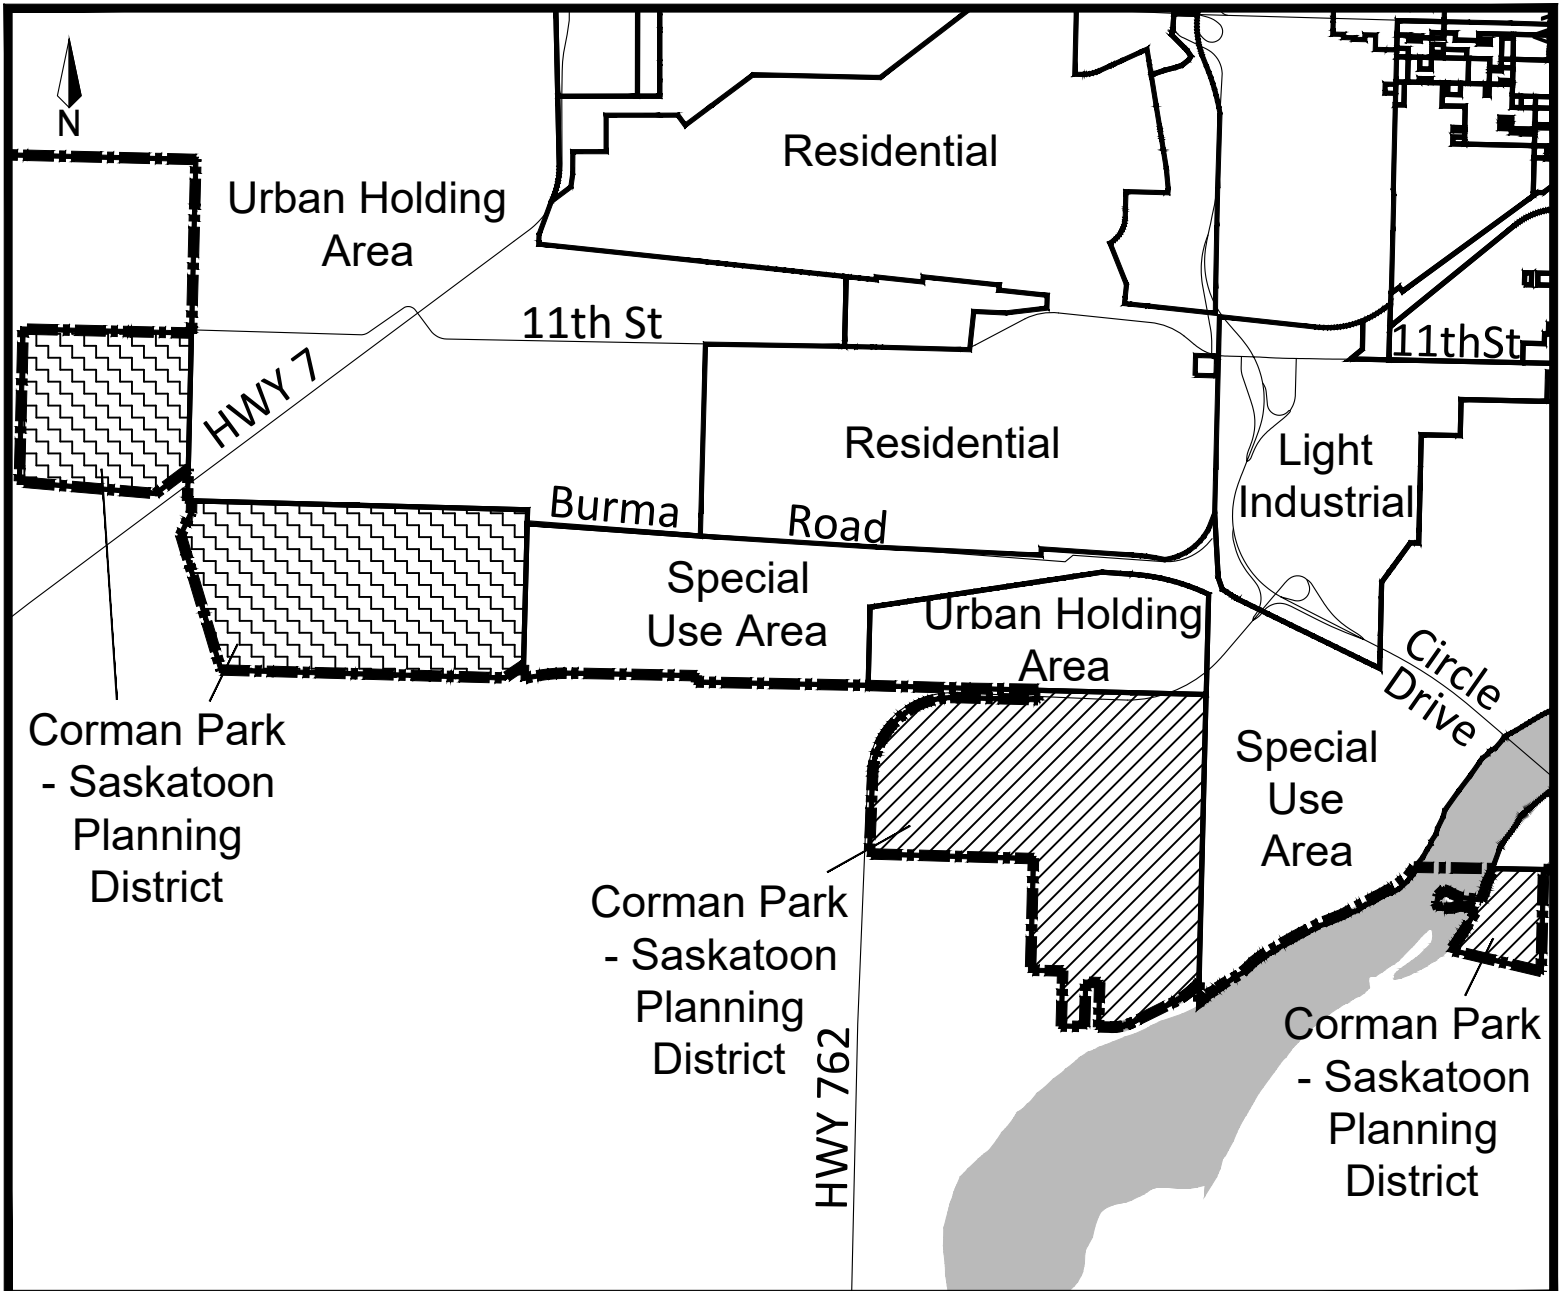 N
Residential
Urban Holding
Area
11th St
11thSt
HWY 7
Residential
Light
Industrial
Burma Road
Special
Use Area
Urban Holding
Area
Circle
Drive
Corman Park
- Saskatoon
Planning
District
Special
Use
Area
Corman Park
- Saskatoon
Planning
District
HWY 762
Corman Park
- Saskatoon
Planning
District